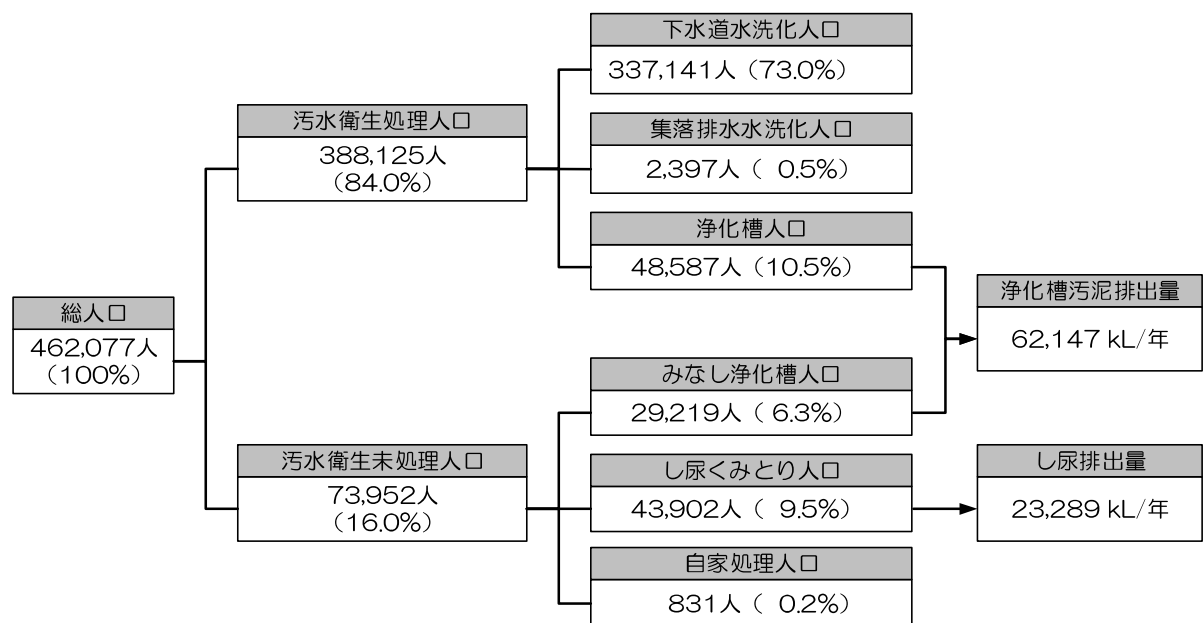 総人口
462,077人
(100%)
汚水衛生処理人口
388,125人
(84.0%)
汚水衛生未処理人口
73,952人
(16.0%)
下水道水洗化人口
337,141人 (73.0%)
集落排水水洗化人口
2,397人 ( 0.5%)
浄化槽人口
48,587人 (10.5%)
みなし浄化槽人口
29,219人 ( 6.3%)
し尿くみとり人口
43,902人 ( 9.5%)
自家処理人口
831人 ( 0.2%)
浄化槽汚泥排出量
62,147 kL/年
し尿排出量
23,289 kL/年